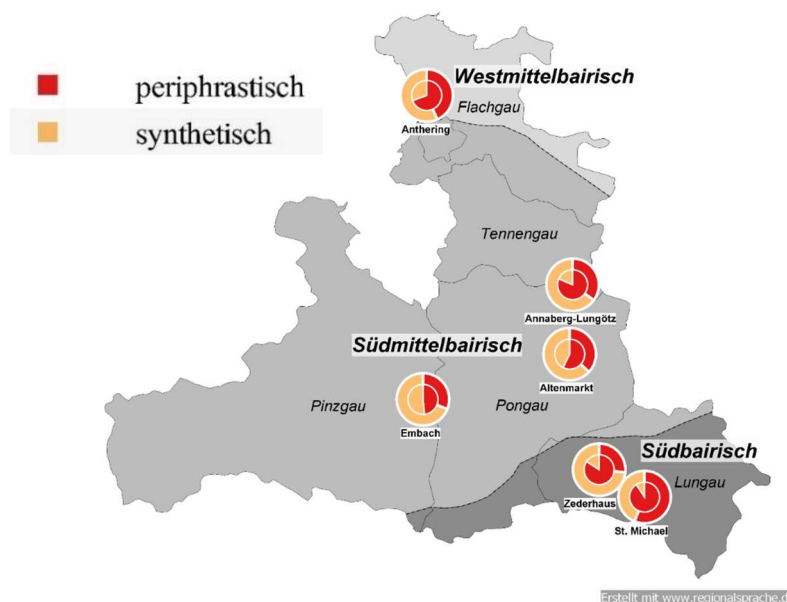 periphrastisch
synthetisch
Westmittelbairisch
Flachgau
Anthering
Tennengau
Annaberg-Lungötz
Südmittelbairisch
Altenmarkt
Pinzgau
Pongau
Embach
Südbairisch
Lungau
Zederhaus
St. Michael
Erstellt mit www.regionalsprache.d